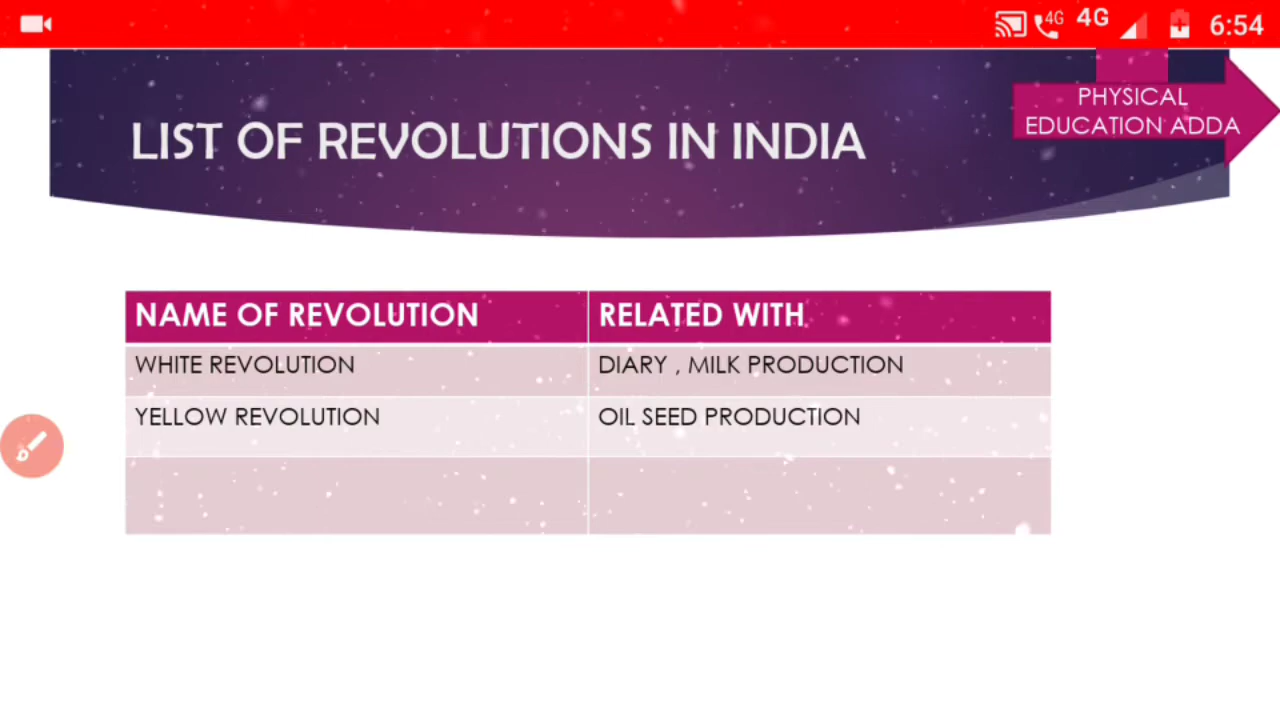 4G 4G 6:54
PHYSICAL
EDUCATION ADDA
LIST OF REVOLUTIONS IN INDIA
NAME OF REVOLUTION RELATED WITH
WHITE REVOLUTION DIARY , MILK PRODUCTION
YELLOW REVOLUTION OIL SEED PRODUCTION